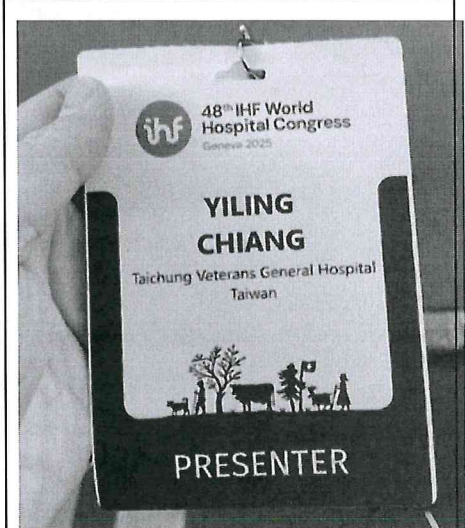 ihf
48th IHF World
Hospital Congress
Geneva 2025
YILING
CHIANG
Taichung Veterans General Hospital
Taiwan
PRESENTER